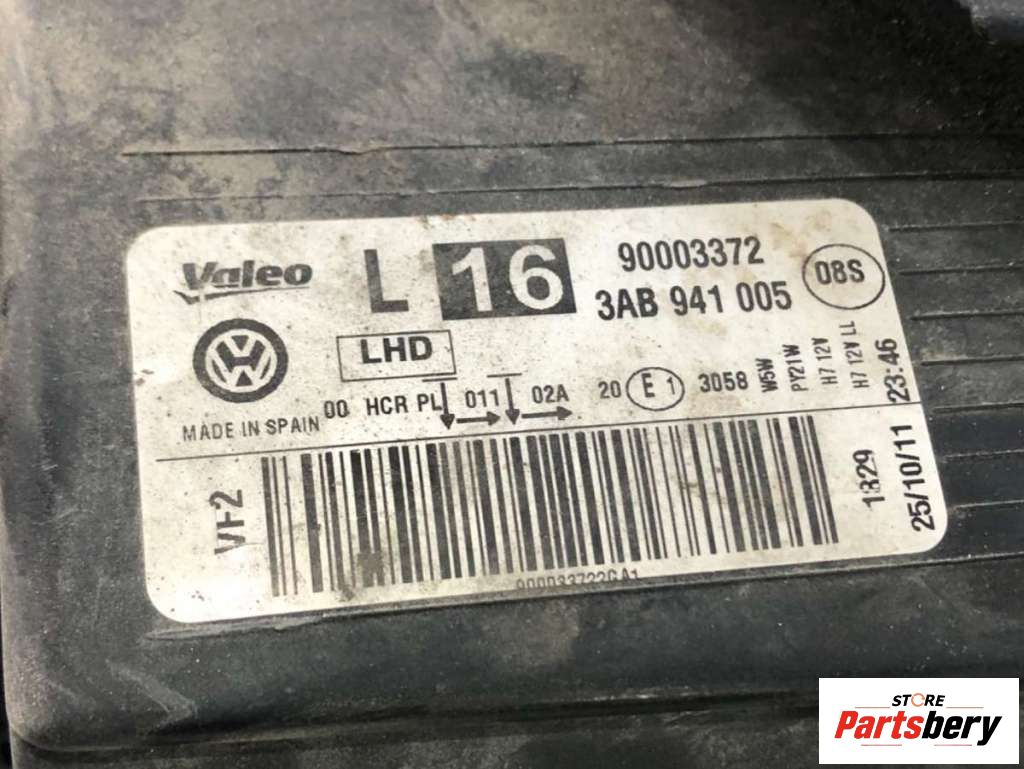 Valeo L 16 90003372
3AB 941 005 08S
LHD
MADE IN SPAIN 00 HCR PL 011 02A 20 E1 3058
W5W
PY21W
H7 12V
H7 12V LL
23:46
VF2
1329
25/10/11
STORE
Partsbery